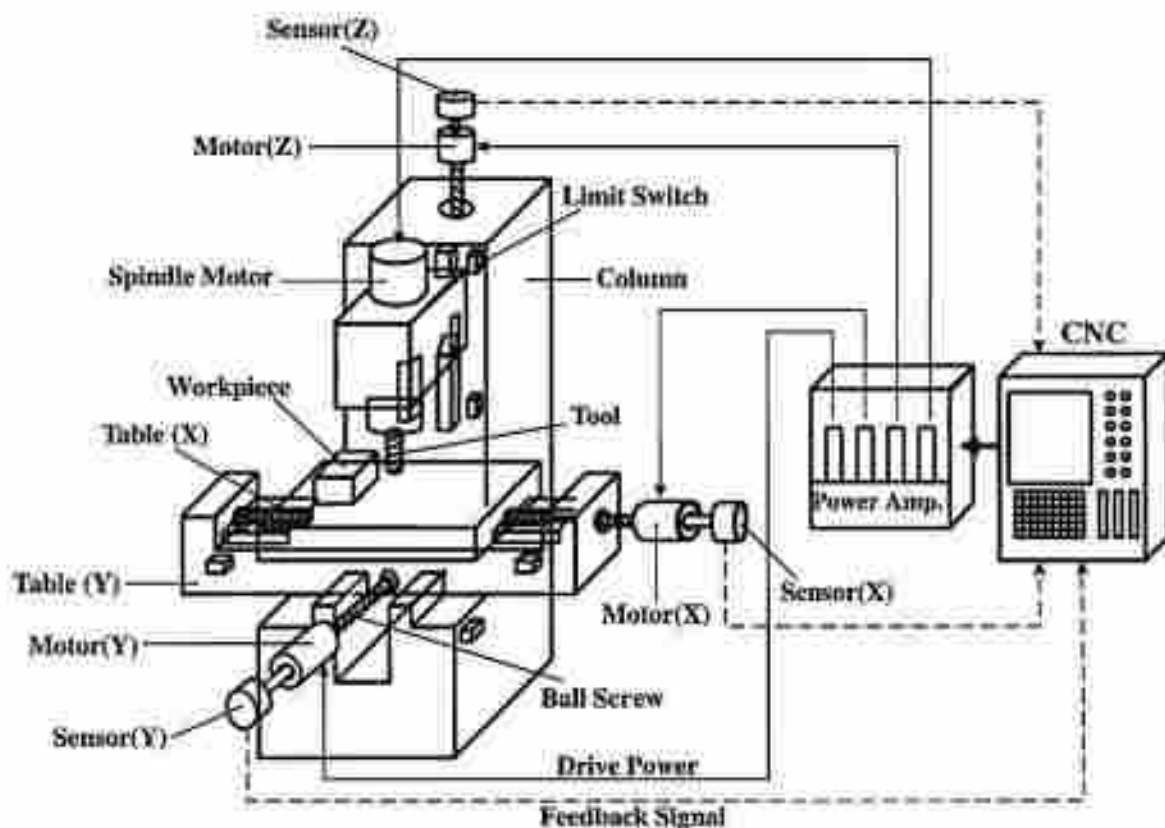 Sensor(Z)
Motor(Z)
Limit Switch
Spindle Motor
Column
CNC
Workpiece
Table (X)
Tool
Power Amp.
Table (Y)
Motor(X)
Sensor(X)
Motor(Y)
Ball Screw
Sensor(Y)
Drive Power
Feedback Signal